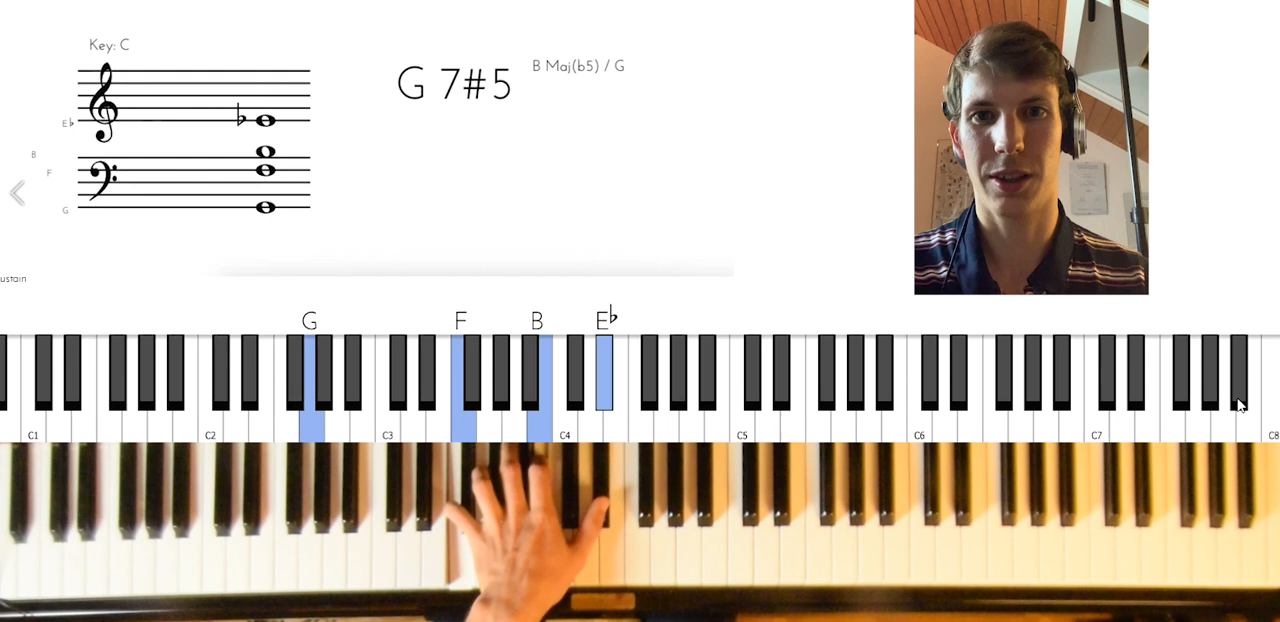 Key: C
G 7#5
B Maj(b5) / G
E♭
B
F
G
ustain
G F B E♭
C1 C2 C3 C4 C5 C6 C7 C8